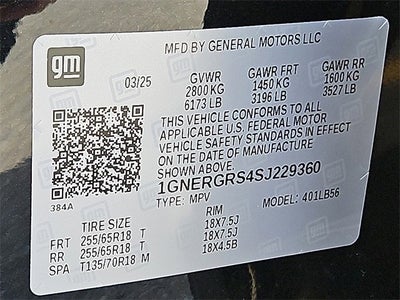 gm
MFD BY GENERAL MOTORS LLC
03/25 GVWR GAWR FRT GAWR RR
2800 KG 1450 KG 1600 KG
6173 LB 3196 LB 3527 LB
THIS VEHICLE CONFORMS TO ALL
APPLICABLE U.S. FEDERAL MOTOR
VEHICLE SAFETY STANDARDS IN EFFECT
ON THE DATE OF MANUFACTURE
SHOWN ABOVE.
1GNERGRS4SJ229360
384A TYPE: MPV MODEL: 401LB56
TIRE SIZE RIM
FRT 255/65R18 T 18X7.5J
RR 255/65R18 T 18X7.5J
SPA T135/70R18 M 18X4.5B